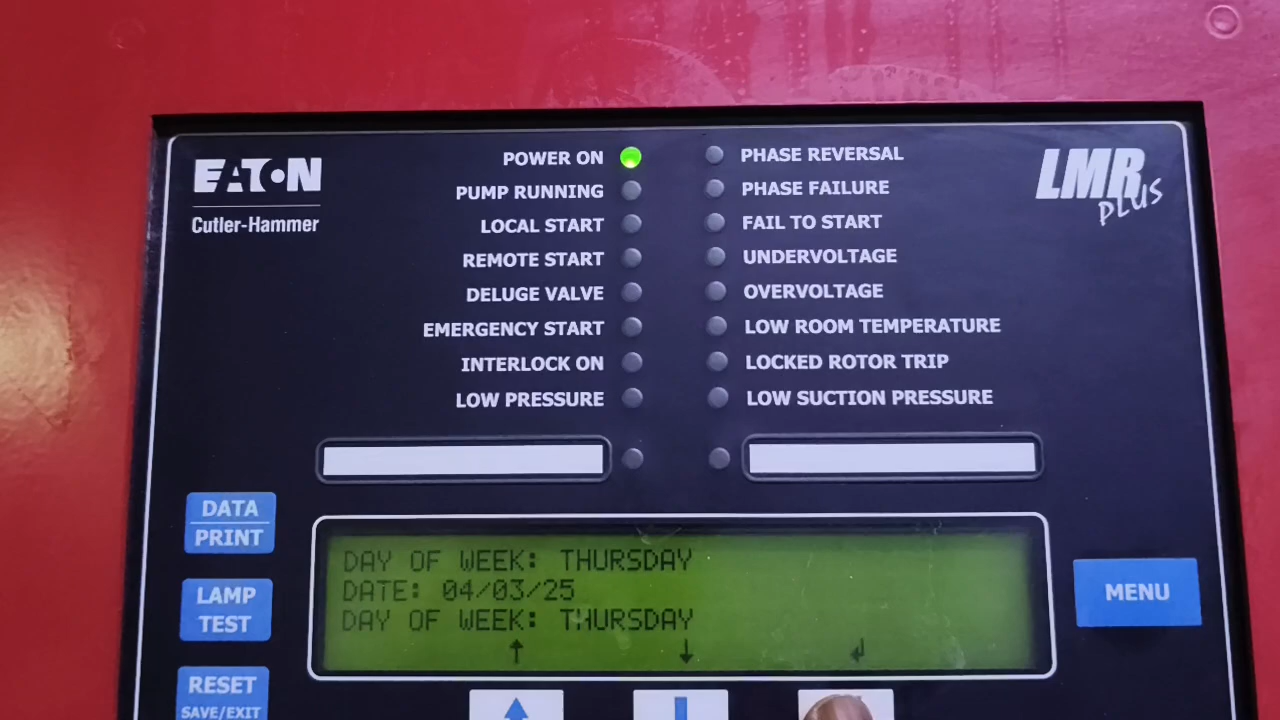 EATON
Cutler-Hammer
LMR
PLUS
POWER ON
PUMP RUNNING
LOCAL START
REMOTE START
DELUGE VALVE
EMERGENCY START
INTERLOCK ON
LOW PRESSURE
PHASE REVERSAL
PHASE FAILURE
FAIL TO START
UNDERVOLTAGE
OVERVOLTAGE
LOW ROOM TEMPERATURE
LOCKED ROTOR TRIP
LOW SUCTION PRESSURE
DATA
PRINT
LAMP
TEST
RESET
SAVE/EXIT
DAY OF WEEK: THURSDAY
DATE: 04/03/25
DAY OF WEEK: THURSDAY
MENU